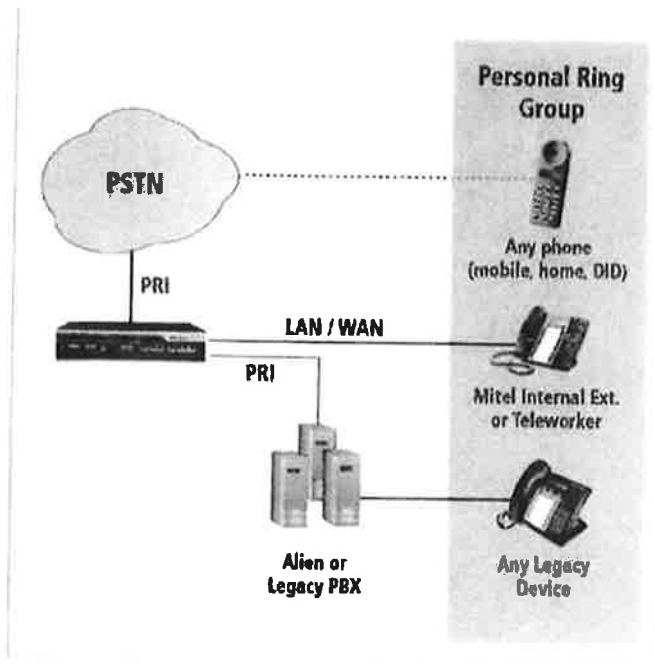 Personal Ring
Group
PSTN
Any phone
(mobile, home, DID)
PRI
LAN / WAN
PRI
Mitel Internal Ext.
or Teleworker
Alien or
Legacy PBX
Any Legacy
Device